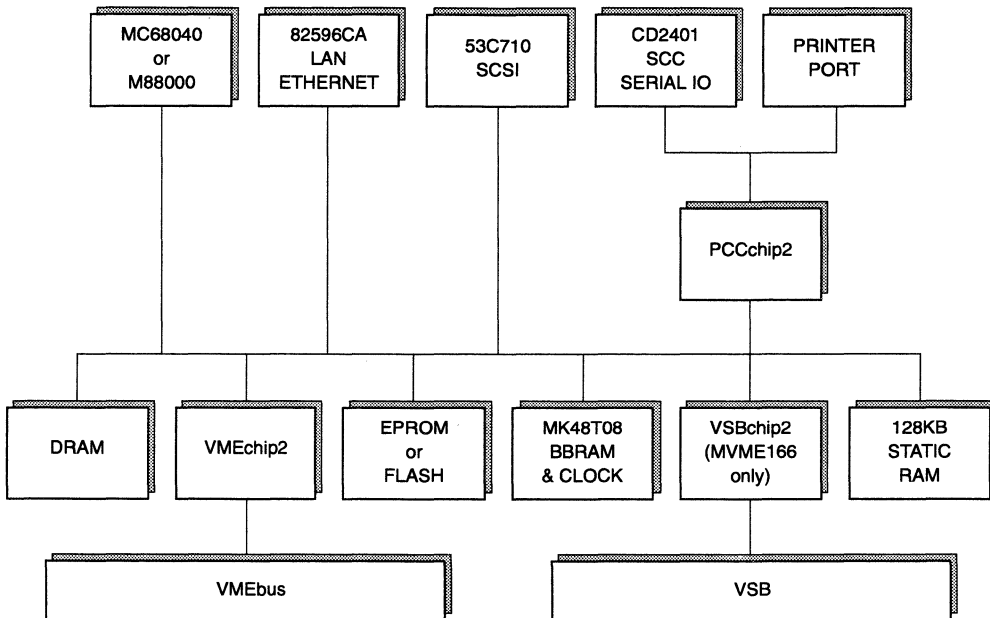 MC68040
or
M88000
82596CA
LAN
ETHERNET
53C710
SCSI
CD2401
SCC
SERIAL IO
PRINTER
PORT
PCCchip2
DRAM
VMEchip2
EPROM
or
FLASH
MK48T08
BBRAM
& CLOCK
VSBchip2
(MVME166
only)
128KB
STATIC
RAM
VMEbus
VSB